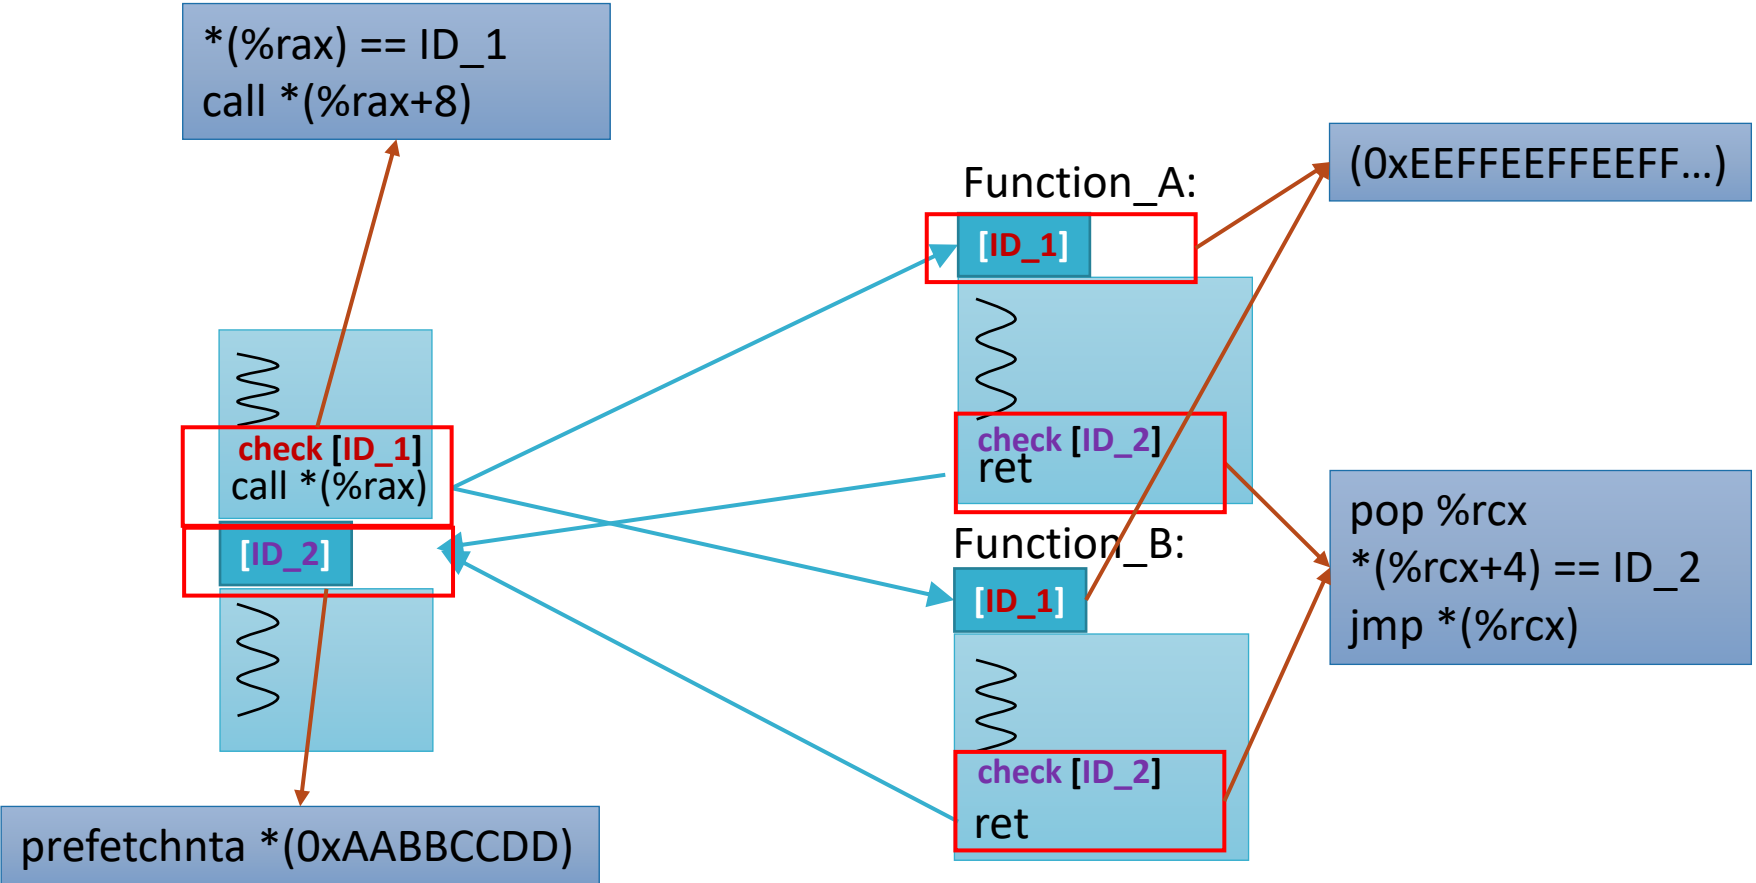 *(%rax) == ID_1
call *(%rax+8)
check [ID_1]
call *(%rax)
[ID_2]
prefetchnta *(0xAABBCCDD)
Function_A:
[ID_1]
check [ID_2]
ret
Function_B:
[ID_1]
check [ID_2]
ret
(0xEEFFEEFFEEFF…)
pop %rcx
*(%rcx+4) == ID_2
jmp *(%rcx)